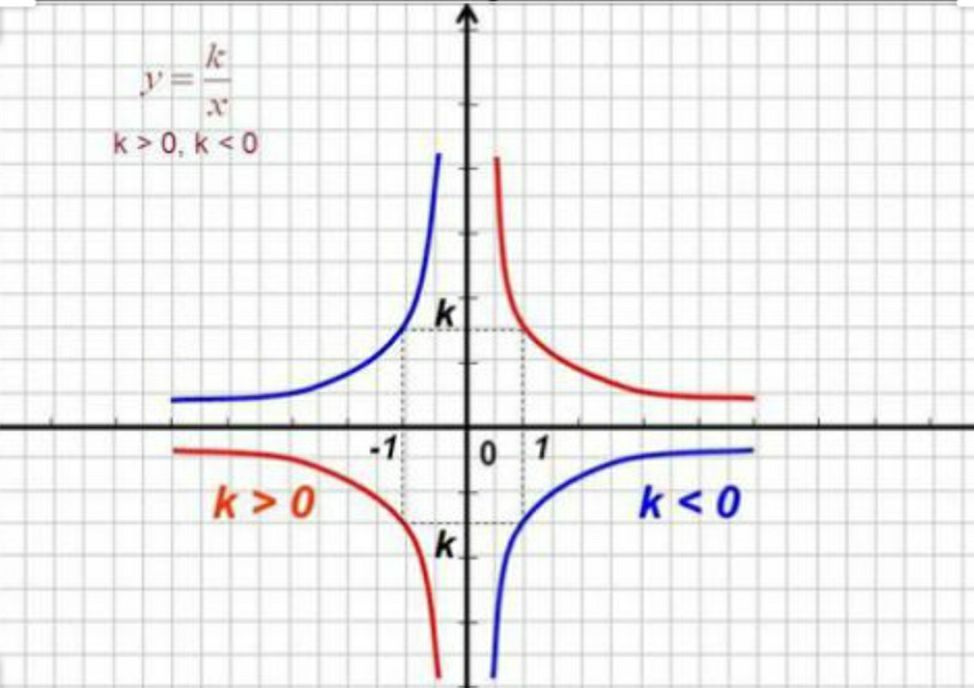 y = k/x
k > 0, k < 0
k
-1
0
1
k > 0
k < 0
k